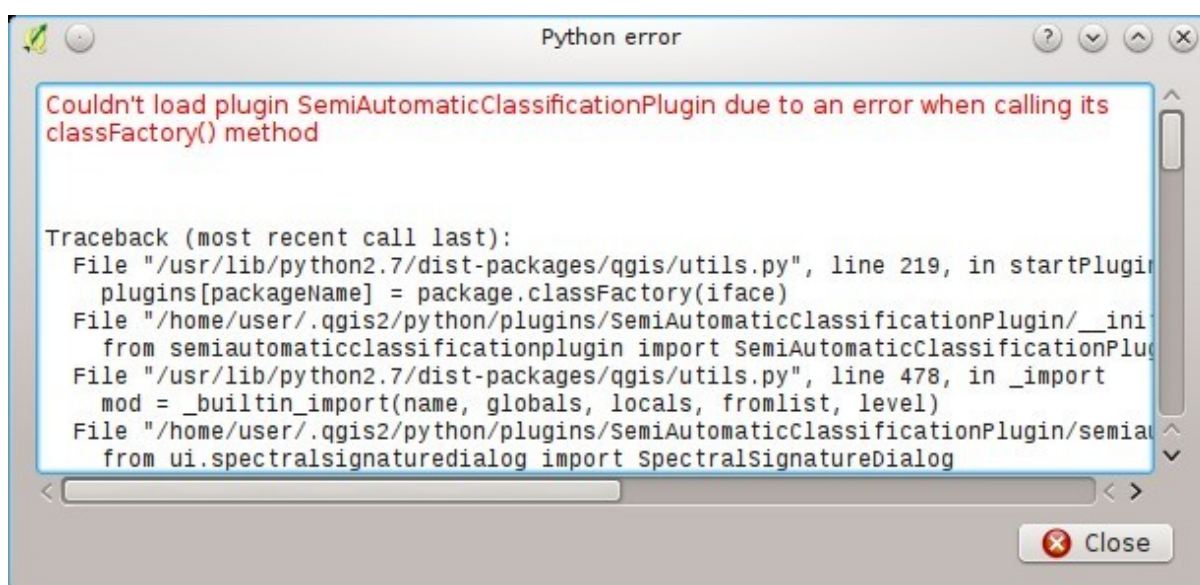 Python error
Couldn't load plugin SemiAutomaticClassificationPlugin due to an error when calling its
classFactory() method
Traceback (most recent call last):
File "/usr/lib/python2.7/dist-packages/qgis/utils.py", line 219, in startPlugin
plugins[packageName] = package.classFactory(iface)
File "/home/user/.qgis2/python/plugins/SemiAutomaticClassificationPlugin/__ini
from semiautomaticclassificationplugin import SemiAutomaticClassificationPlug
File "/usr/lib/python2.7/dist-packages/qgis/utils.py", line 478, in _import
mod = _builtin_import(name, globals, locals, fromlist, level)
File "/home/user/.qgis2/python/plugins/SemiAutomaticClassificationPlugin/semiau
from ui.spectralsignaturedialog import SpectralSignatureDialog
Close